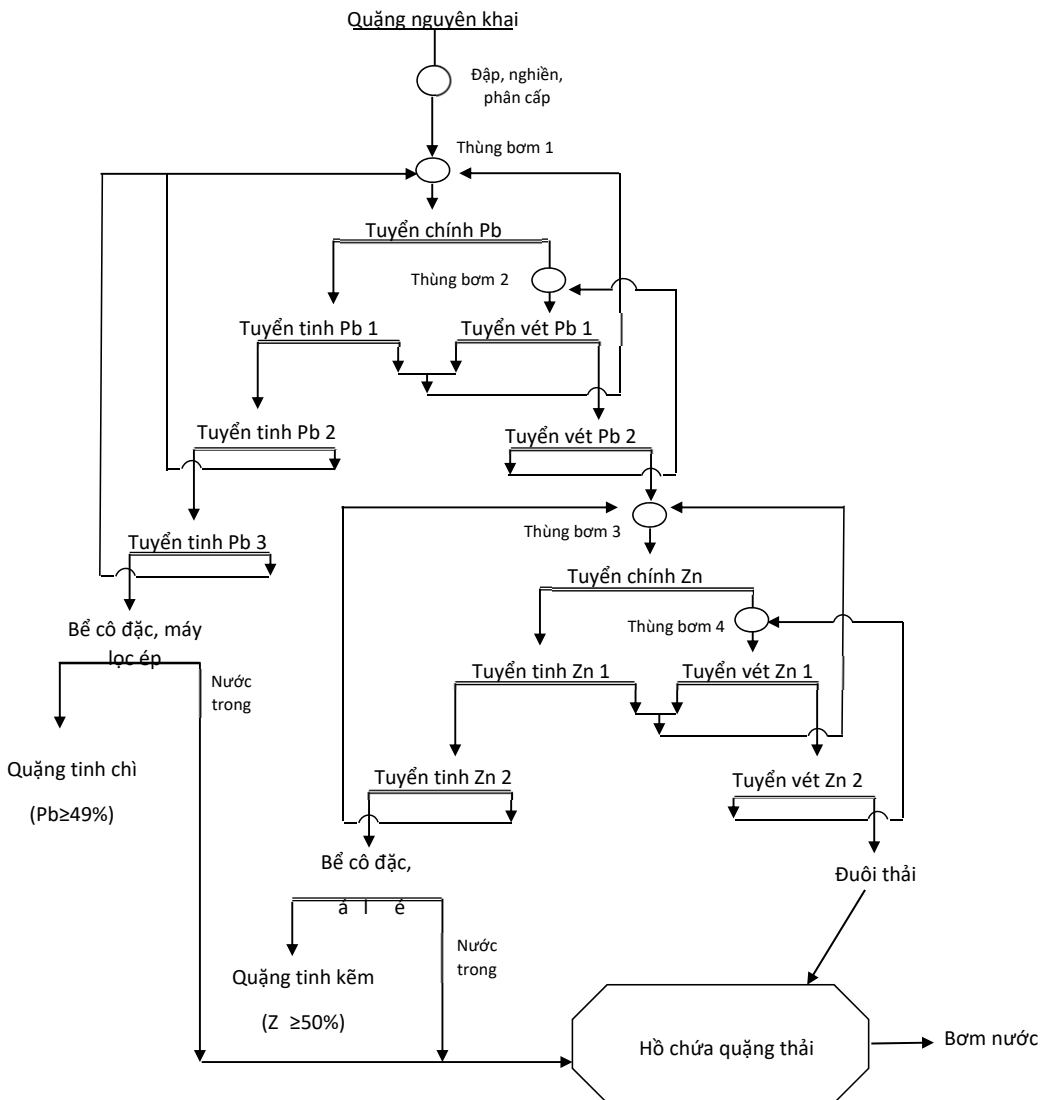 Quặng nguyên khai
Đập, nghiền,
phân cấp
Thùng bơm 1
Tuyển chính Pb
Thùng bơm 2
Tuyển tinh Pb 1
Tuyển vét Pb 1
Tuyển tinh Pb 2
Tuyển vét Pb 2
Thùng bơm 3
Tuyển tinh Pb 3
Tuyển chính Zn
Bể cô đặc, máy
lọc ép
Thùng bơm 4
Nước
trong
Tuyển tinh Zn 1
Tuyển vét Zn 1
Quặng tinh chì
(Pb≥49%)
Tuyển tinh Zn 2
Tuyển vét Zn 2
Bể cô đặc,
á l é
Đuôi thải
Nước
trong
Quặng tinh kẽm
(Z ≥50%)
Hồ chứa quặng thải
Bơm nước